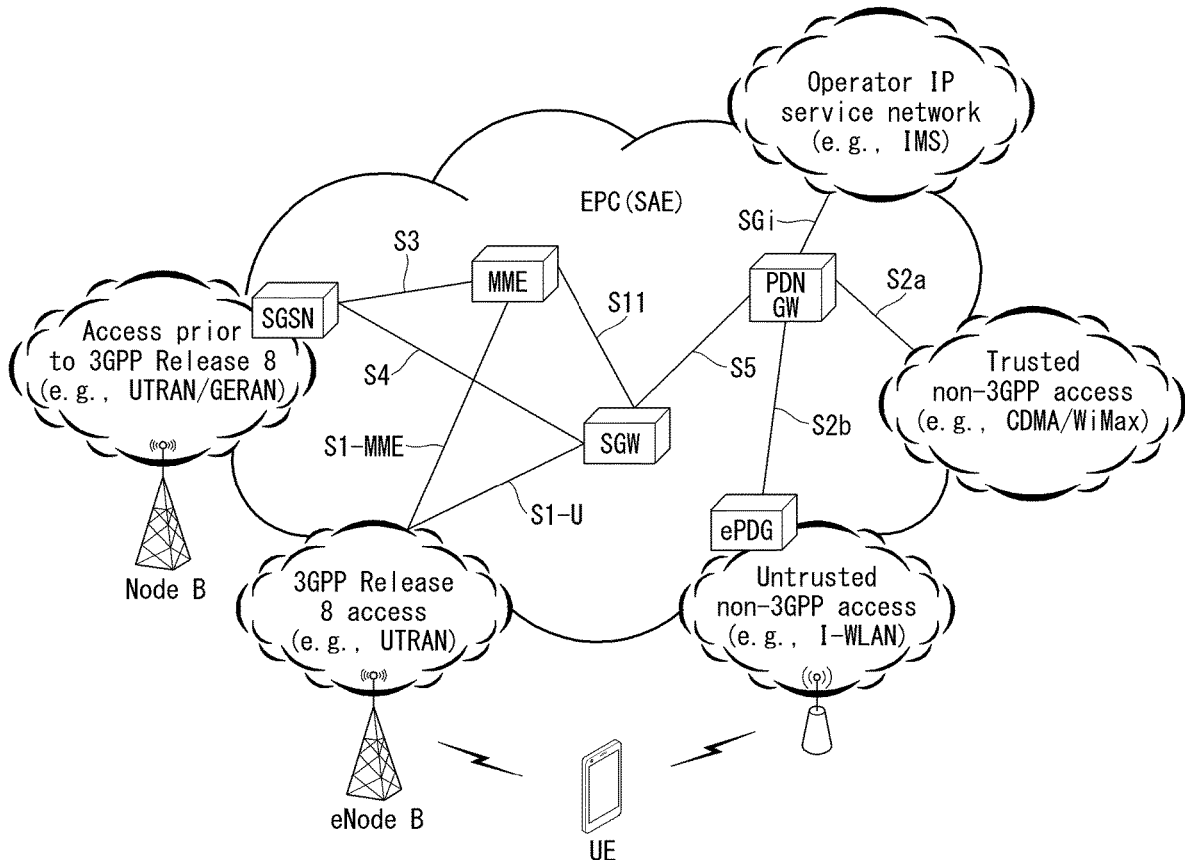 Operator IP
service network
(e.g., IMS)
EPC(SAE)
SGi
S3
MME
PDN
GW
S2a
SGSN
S11
Access prior
to 3GPP Release 8
(e.g., UTRAN/GERAN)
S4
S5
Trusted
non-3GPP access
(e.g., CDMA/WiMax)
S1-MME
SGW
S2b
S1-U
ePDG
Node B
3GPP Release
8 access
(e.g., UTRAN)
Untrusted
non-3GPP access
(e.g., I-WLAN)
eNode B
UE